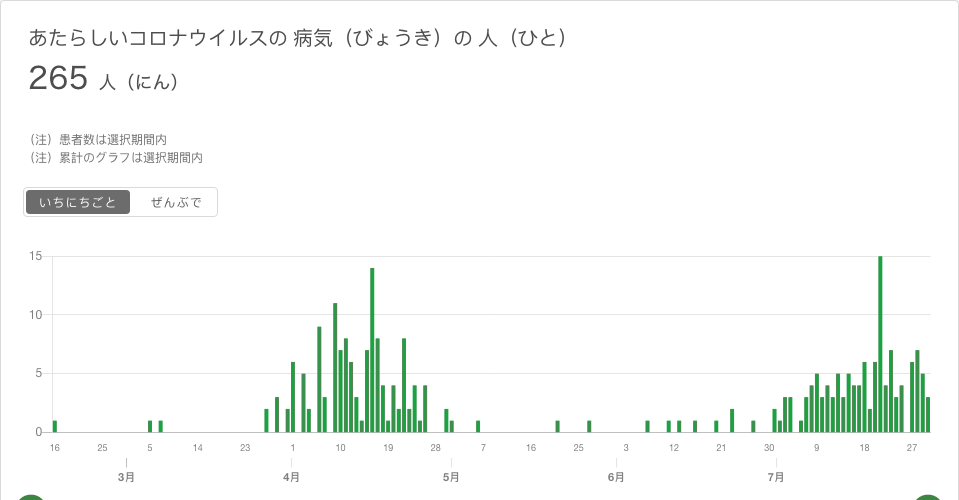 あたらしいコロナウイルスの 病気（びょうき）の 人（ひと）
265 人（にん）
（注）患者数は選択期間内
（注）累計のグラフは選択期間内
いちにちごと ぜんぶで
15
10
5
0
16 25 5 14 23 1 10 19 28 7 16 25 3 12 21 30 9 18 27
3月 4月 5月 6月 7月